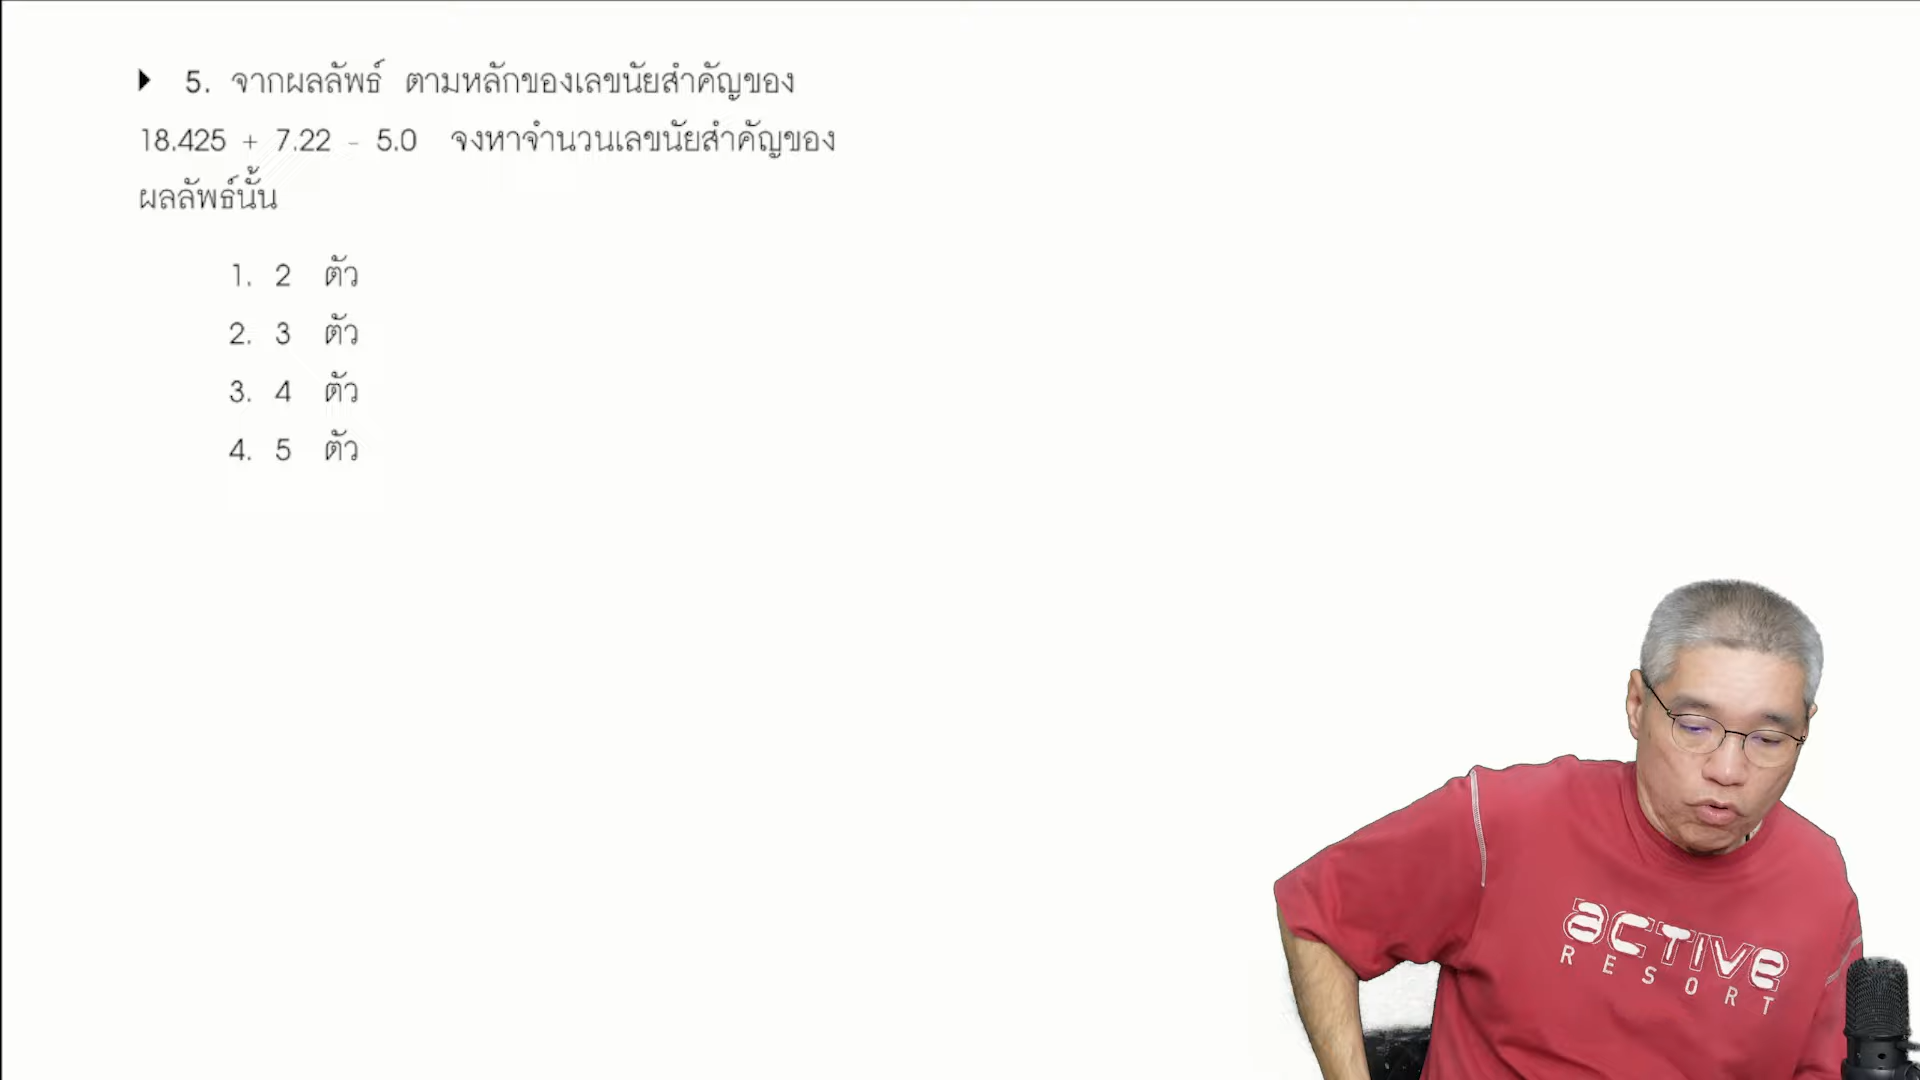 5. จากผลลัพธ์ ตามหลักของเลขนัยสำคัญของ
18.425 + 7.22 - 5.0 จงหาจำนวนเลขนัยสำคัญของ
ผลลัพธ์นั้น
1. 2 ตัว
2. 3 ตัว
3. 4 ตัว
4. 5 ตัว
ACTIVE
RESORT